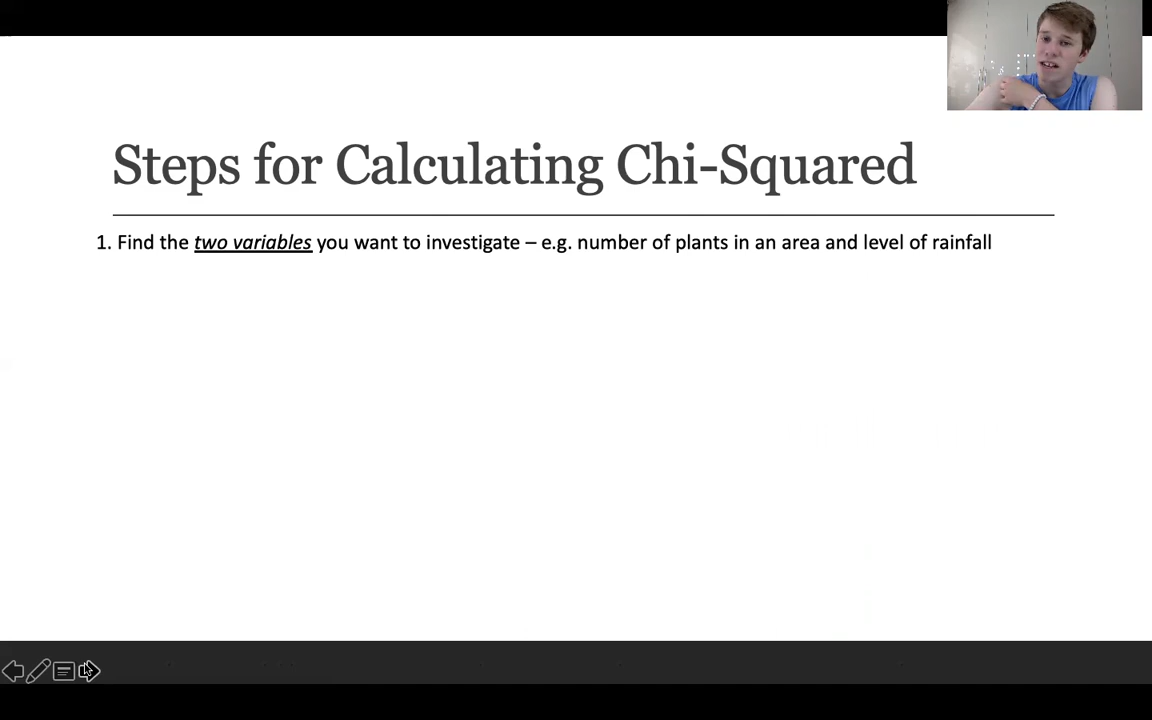 Steps for Calculating Chi-Squared
1. Find the two variables you want to investigate – e.g. number of plants in an area and level of rainfall